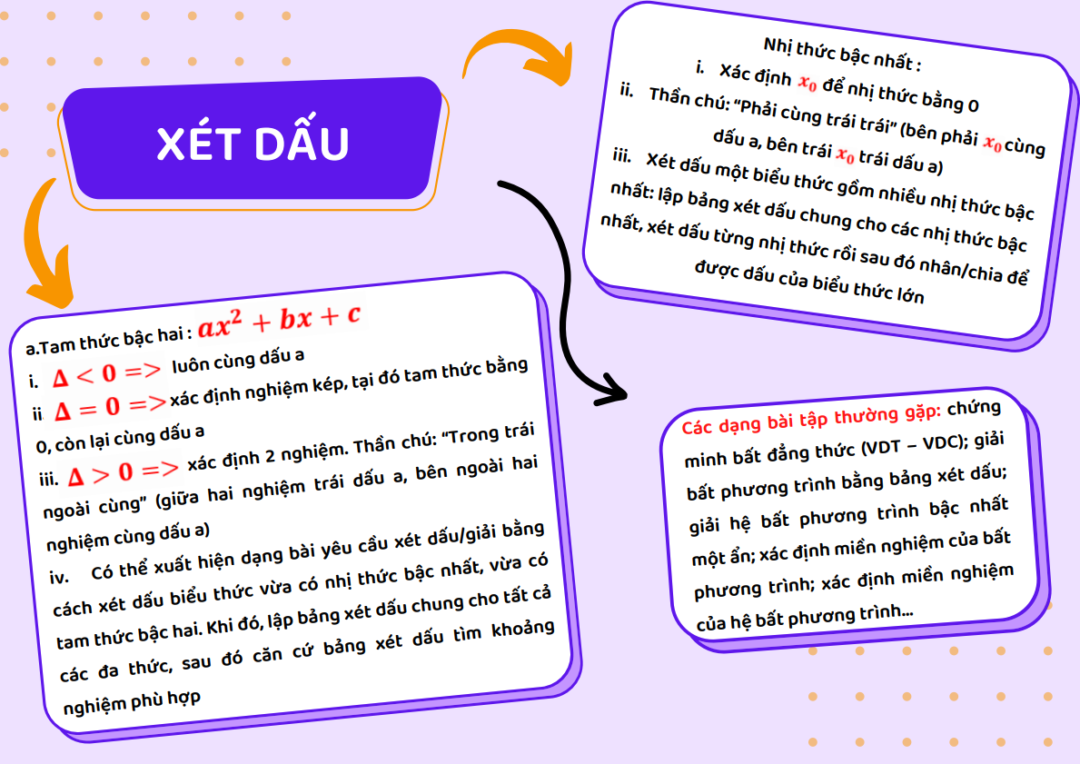 XÉT DẤU
Nhị thức bậc nhất :
i. Xác định x₀ để nhị thức bằng 0
ii. Thần chú: “Phải cùng trái trái” (bên phải x₀ cùng
dấu a, bên trái x₀ trái dấu a)
iii. Xét dấu một biểu thức gồm nhiều nhị thức bậc
nhất: lập bảng xét dấu chung cho các nhị thức bậc
nhất, xét dấu từng nhị thức rồi sau đó nhân/chia để
được dấu của biểu thức lớn
a.Tam thức bậc hai : ax² + bx + c
i. Δ < 0 => luôn cùng dấu a
ii Δ = 0 => xác định nghiệm kép, tại đó tam thức bằng
0, còn lại cùng dấu a
iii. Δ > 0 => xác định 2 nghiệm. Thần chú: “Trong trái
ngoài cùng” (giữa hai nghiệm trái dấu a, bên ngoài hai
nghiệm cùng dấu a)
iv. Có thể xuất hiện dạng bài yêu cầu xét dấu/giải bằng
cách xét dấu biểu thức vừa có nhị thức bậc nhất, vừa có
tam thức bậc hai. Khi đó, lập bảng xét dấu chung cho tất cả
các đa thức, sau đó căn cứ bảng xét dấu tìm khoảng
nghiệm phù hợp
Các dạng bài tập thường gặp: chứng
minh bất đẳng thức (VDT – VDC); giải
bất phương trình bằng bảng xét dấu;
giải hệ bất phương trình bậc nhất
một ẩn; xác định miền nghiệm của bất
phương trình; xác định miền nghiệm
của hệ bất phương trình...